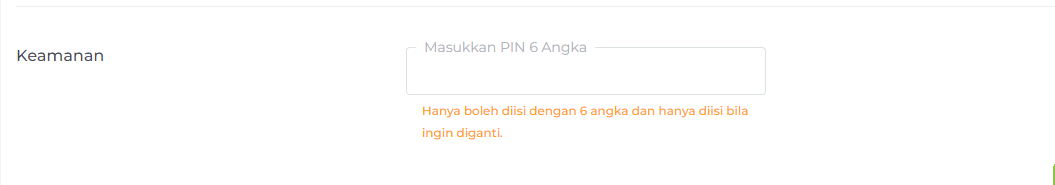 Masukkan PIN 6 Angka
Keamanan
Hanya boleh diisi dengan 6 angka dan hanya diisi bila
ingin diganti.